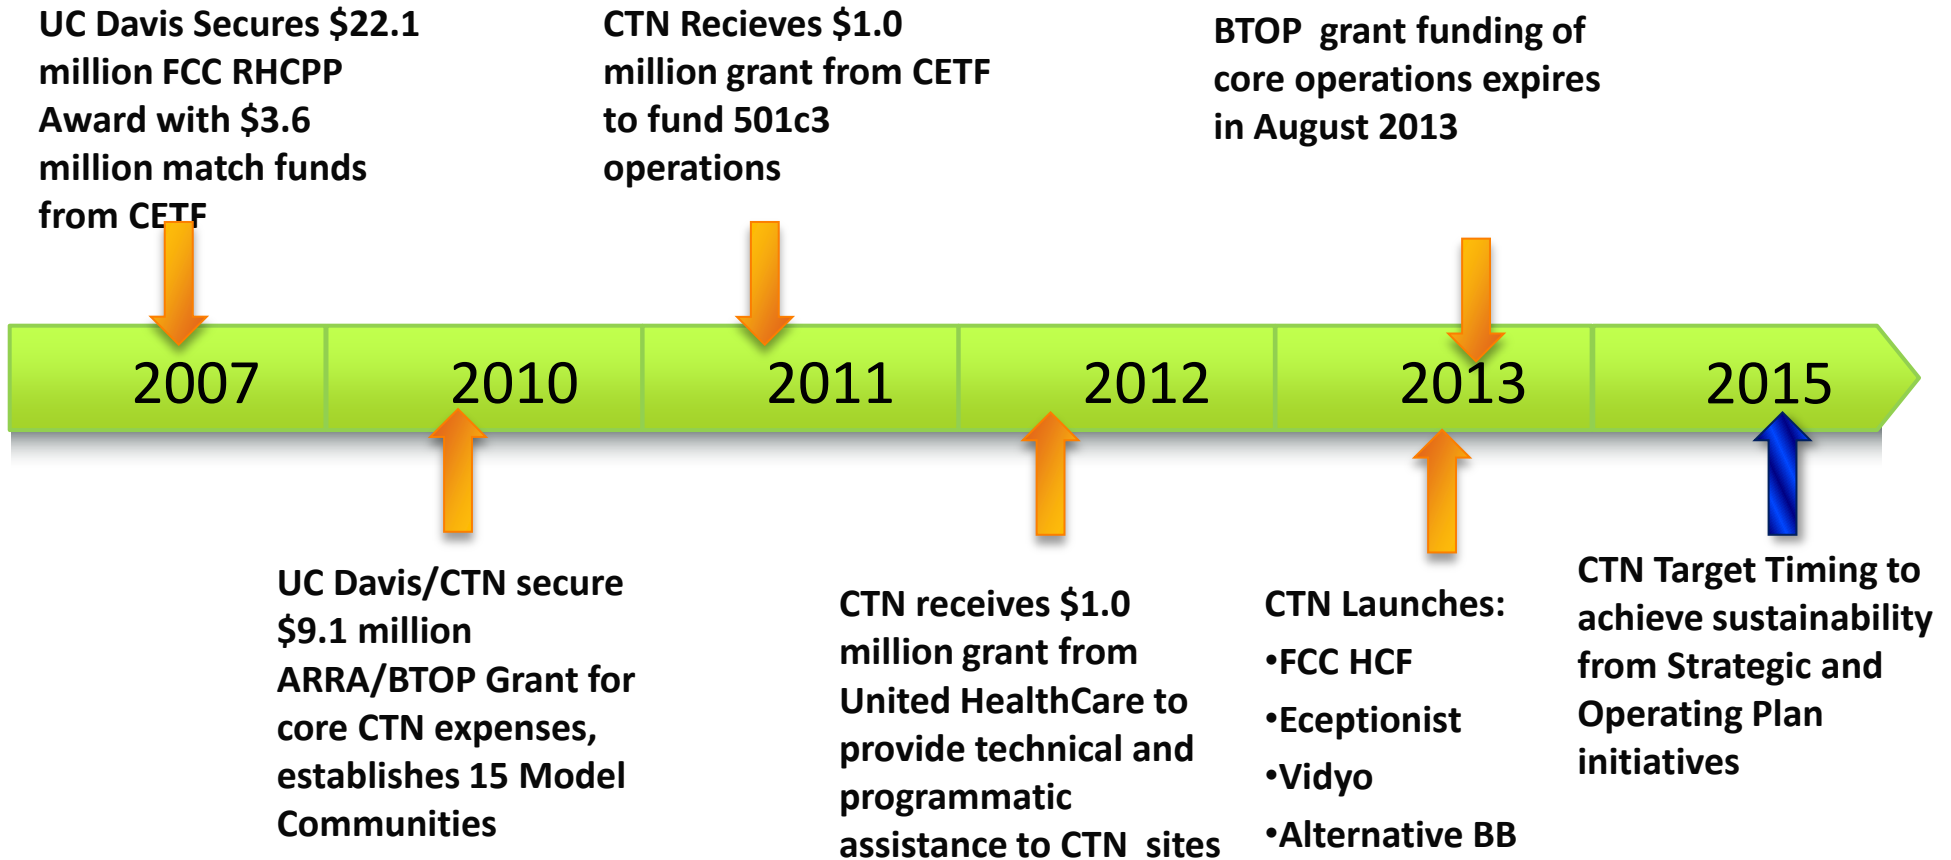 UC Davis Secures $22.1
million FCC RHCPP
Award with $3.6
million match funds
from CETF
CTN Recieves $1.0
million grant from CETF
to fund 501c3
operations
BTOP  grant funding of
core operations expires
in August 2013
2007
2010
2011
2012
2013
2015
UC Davis/CTN secure
$9.1 million
ARRA/BTOP Grant for
core CTN expenses,
establishes 15 Model
Communities
CTN receives $1.0
million grant from
United HealthCare to
provide technical and
programmatic
assistance to CTN  sites
CTN Launches:
•FCC HCF
•Eceptionist
•Vidyo
•Alternative BB
CTN Target Timing to
achieve sustainability
from Strategic and
Operating Plan
initiatives